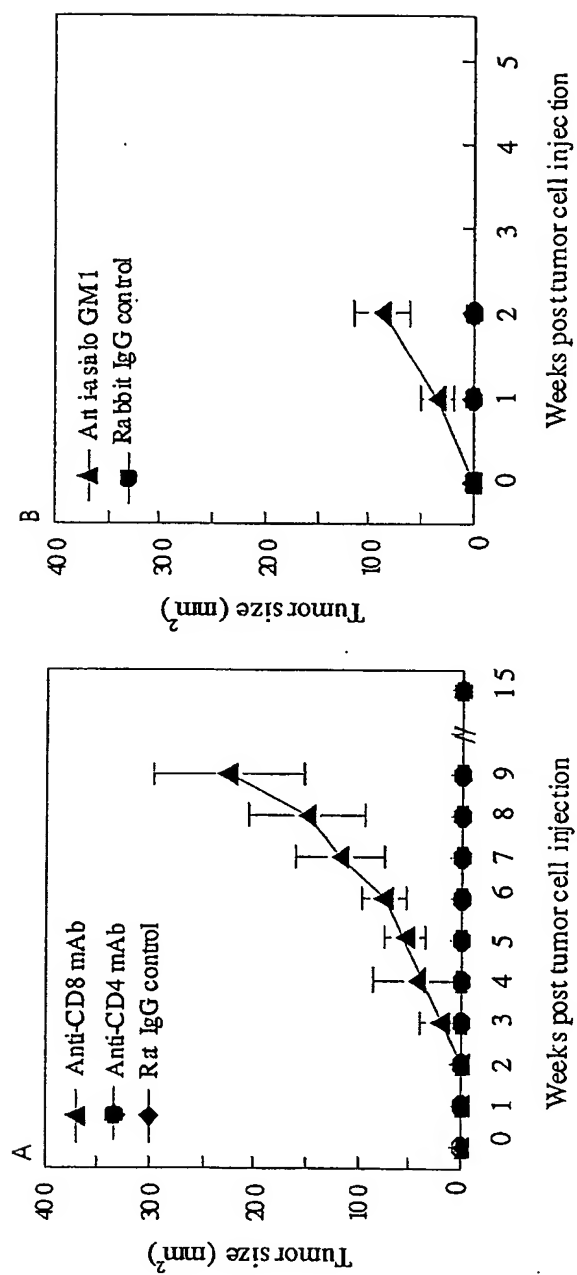 A
Tumor size (mm²)
400
300
200
100
0
Anti-CD8 mAb
Anti-CD4 mAb
Rat IgG control
0 1 2 3 4 5 6 7 8 9 15
Weeks post tumor cell injection
B
Tumor size (mm²)
400
300
200
100
0
Anti-asialo GM1
Rabbit IgG control
0 1 2 3 4 5
Weeks post tumor cell injection